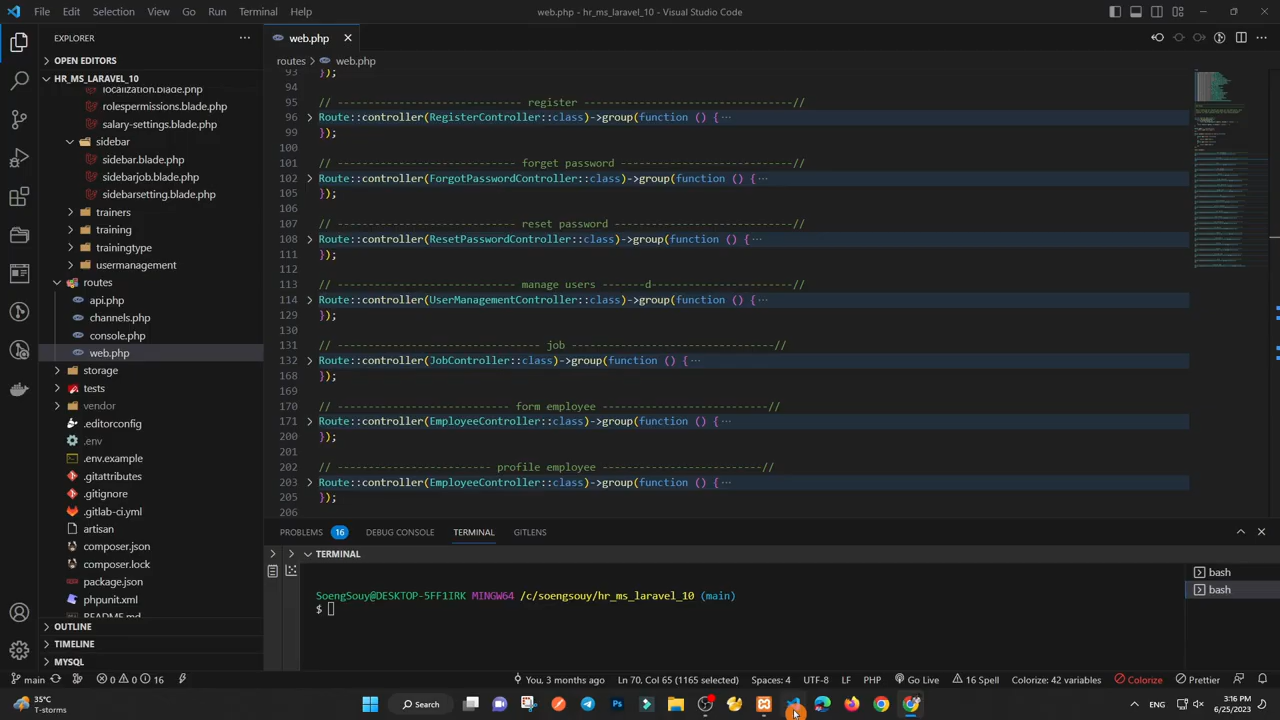 File Edit Selection View Go Run Terminal Help
web.php - hr_ms_laravel_10 - Visual Studio Code
EXPLORER
web.php
OPEN EDITORS
HR_MS_LARAVEL_10
localization.blade.php
rolespermissions.blade.php
salary-settings.blade.php
sidebar
sidebar.blade.php
sidebarjob.blade.php
sidebarsetting.blade.php
trainers
training
trainingtype
usermanagement
routes
api.php
channels.php
console.php
web.php
storage
tests
vendor
.editorconfig
.env
.env.example
.gitattributes
.gitignore
.gitlab-ci.yml
artisan
composer.json
composer.lock
package.json
phpunit.xml
README.md
OUTLINE
TIMELINE
MYSQL
routes > web.php
93 });
94
95 // ----------------------------- register -------------------------------//
96 Route::controller(RegisterController::class)->group(function () {…
99 });
100
101 get password
102 Route::controller(ForgotPasswordController::class)->group(function () {…
105 });
106
107 t passwo
108 Route::controller(ResetPasswordController::class)->group(function () {…
111 });
112
113 // ----------------------------- manage users -------d-------------------------//
114 Route::controller(UserManagementController::class)->group(function () {…
129 });
130
131 // -------------------------------- job ------------------------------//
132 Route::controller(JobController::class)->group(function () {…
168 });
169
170 // ---------------------------- form employee ---------------------------//
171 Route::controller(EmployeeController::class)->group(function () {…
200 });
201
202 // ------------------------- profile employee --------------------------//
203 Route::controller(EmployeeController::class)->group(function () {…
205 });
206
PROBLEMS 16 DEBUG CONSOLE TERMINAL GITLENS
TERMINAL
SoengSouy@DESKTOP-5FF1IRK MINGW64 /c/soengsouy/hr_ms_laravel_10 (main)
$
bash
bash
main 0 0 16 You, 3 months ago Ln 70, Col 65 (1165 selected) Spaces: 4 UTF-8 LF PHP Go Live 16 Spell Colorize: 42 variables Colorize Prettier
35°C
T-storms
Search
ENG
3:16 PM
6/25/2023